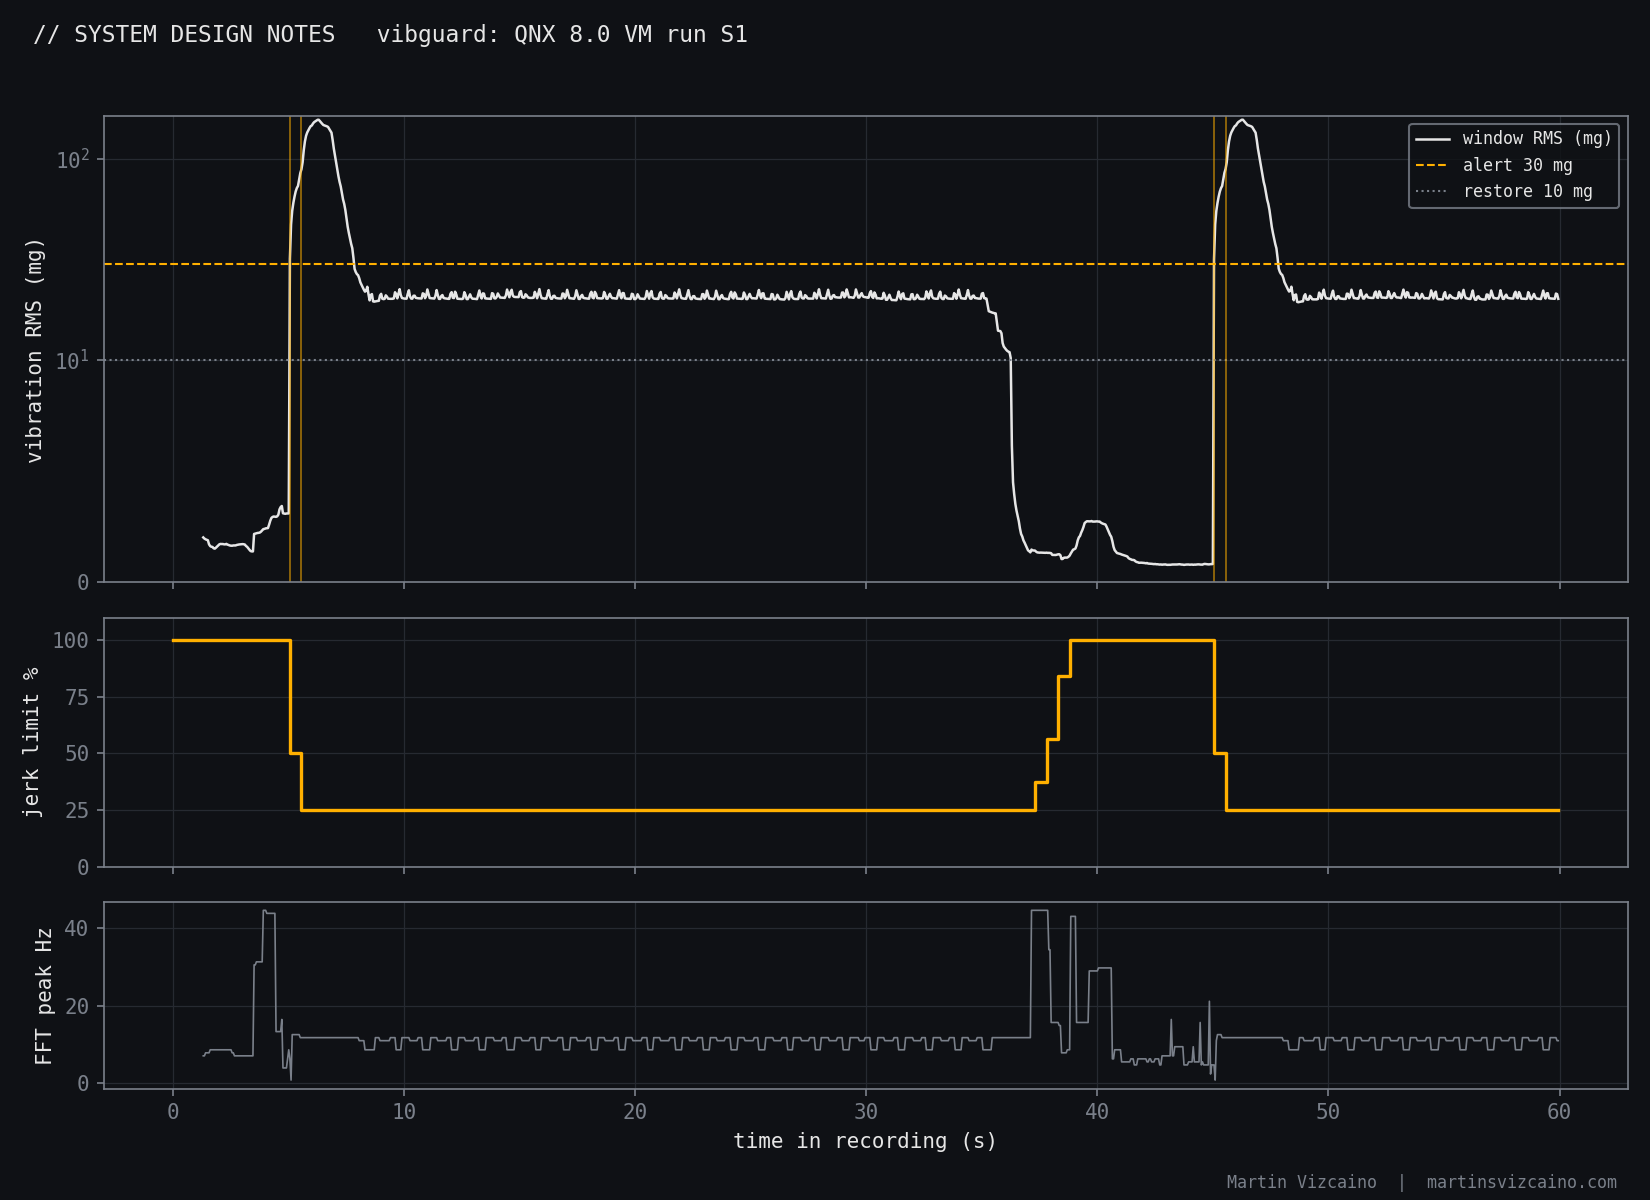 // SYSTEM DESIGN NOTES   vibguard: QNX 8.0 VM run S1
vibration RMS (mg)
10²
10¹
0
window RMS (mg)
alert 30 mg
restore 10 mg
jerk limit %
100
75
50
25
0
FFT peak Hz
40
20
0
0 10 20 30 40 50 60
time in recording (s)
Martin Vizcaino | martinsvizcaino.com